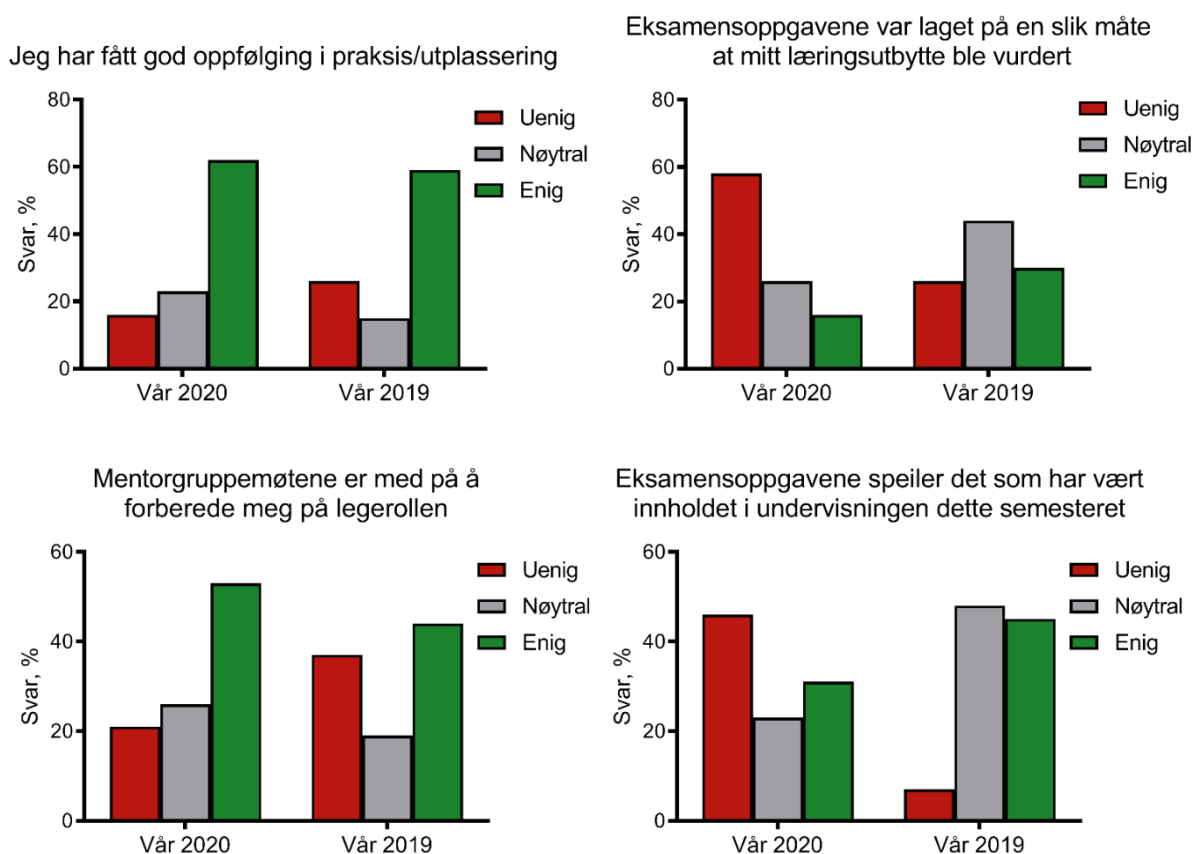 Jeg har fått god oppfølging i praksis/utplassering
80
60
40
20
0
Svar, %
Uenig
Nøytral
Enig
Vår 2020
Vår 2019
Eksamensoppgavene var laget på en slik måte
at mitt læringsutbytte ble vurdert
80
60
40
20
0
Svar, %
Uenig
Nøytral
Enig
Vår 2020
Vår 2019
Mentorgruppemøtene er med på å
forberede meg på legerollen
60
40
20
0
Svar, %
Uenig
Nøytral
Enig
Vår 2020
Vår 2019
Eksamensoppgavene speiler det som har vært
innholdet i undervisningen dette semesteret
60
40
20
0
Svar, %
Uenig
Nøytral
Enig
Vår 2020
Vår 2019